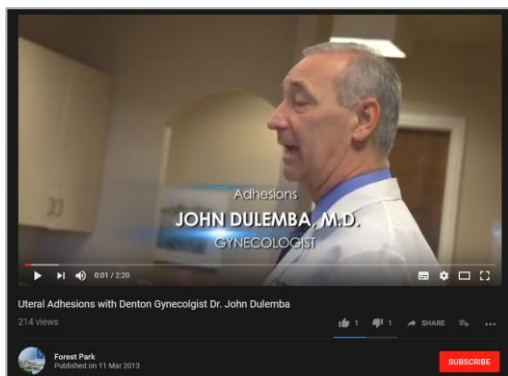 Adhesions
JOHN DULEMBA, M.D.
GYNECOLOGIST
0:01 / 2:20
Uteral Adhesions with Denton Gynecolgist Dr. John Dulemba
214 views
1 1 SHARE
Forest Park
Published on 11 Mar 2013
SUBSCRIBE